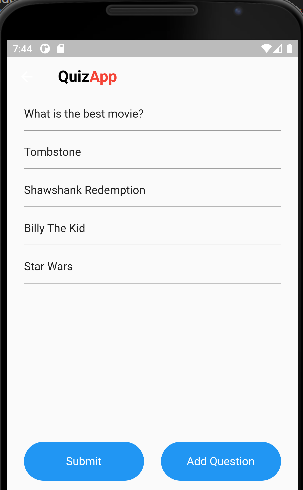 7:44
QuizApp
What is the best movie?
Tombstone
Shawshank Redemption
Billy The Kid
Star Wars
Submit Add Question